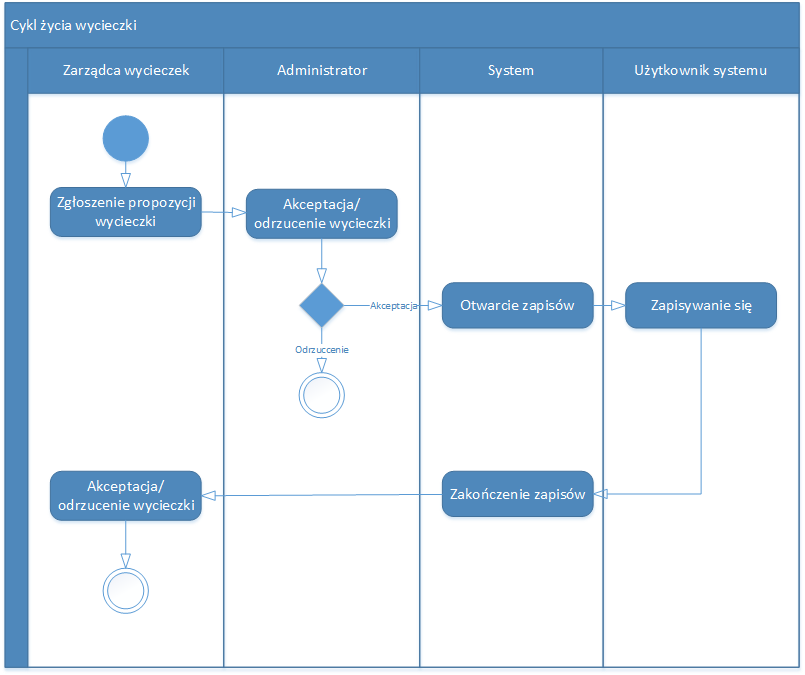 Cykl życia wycieczki
Zarządca wycieczek
Administrator
System
Użytkownik systemu
Zgłoszenie propozycji
wycieczki
Akceptacja/
odrzucenie wycieczki
Akceptacja
Otwarcie zapisów
Zapisywanie się
Odrzuccenie
Akceptacja/
odrzucenie wycieczki
Zakończenie zapisów